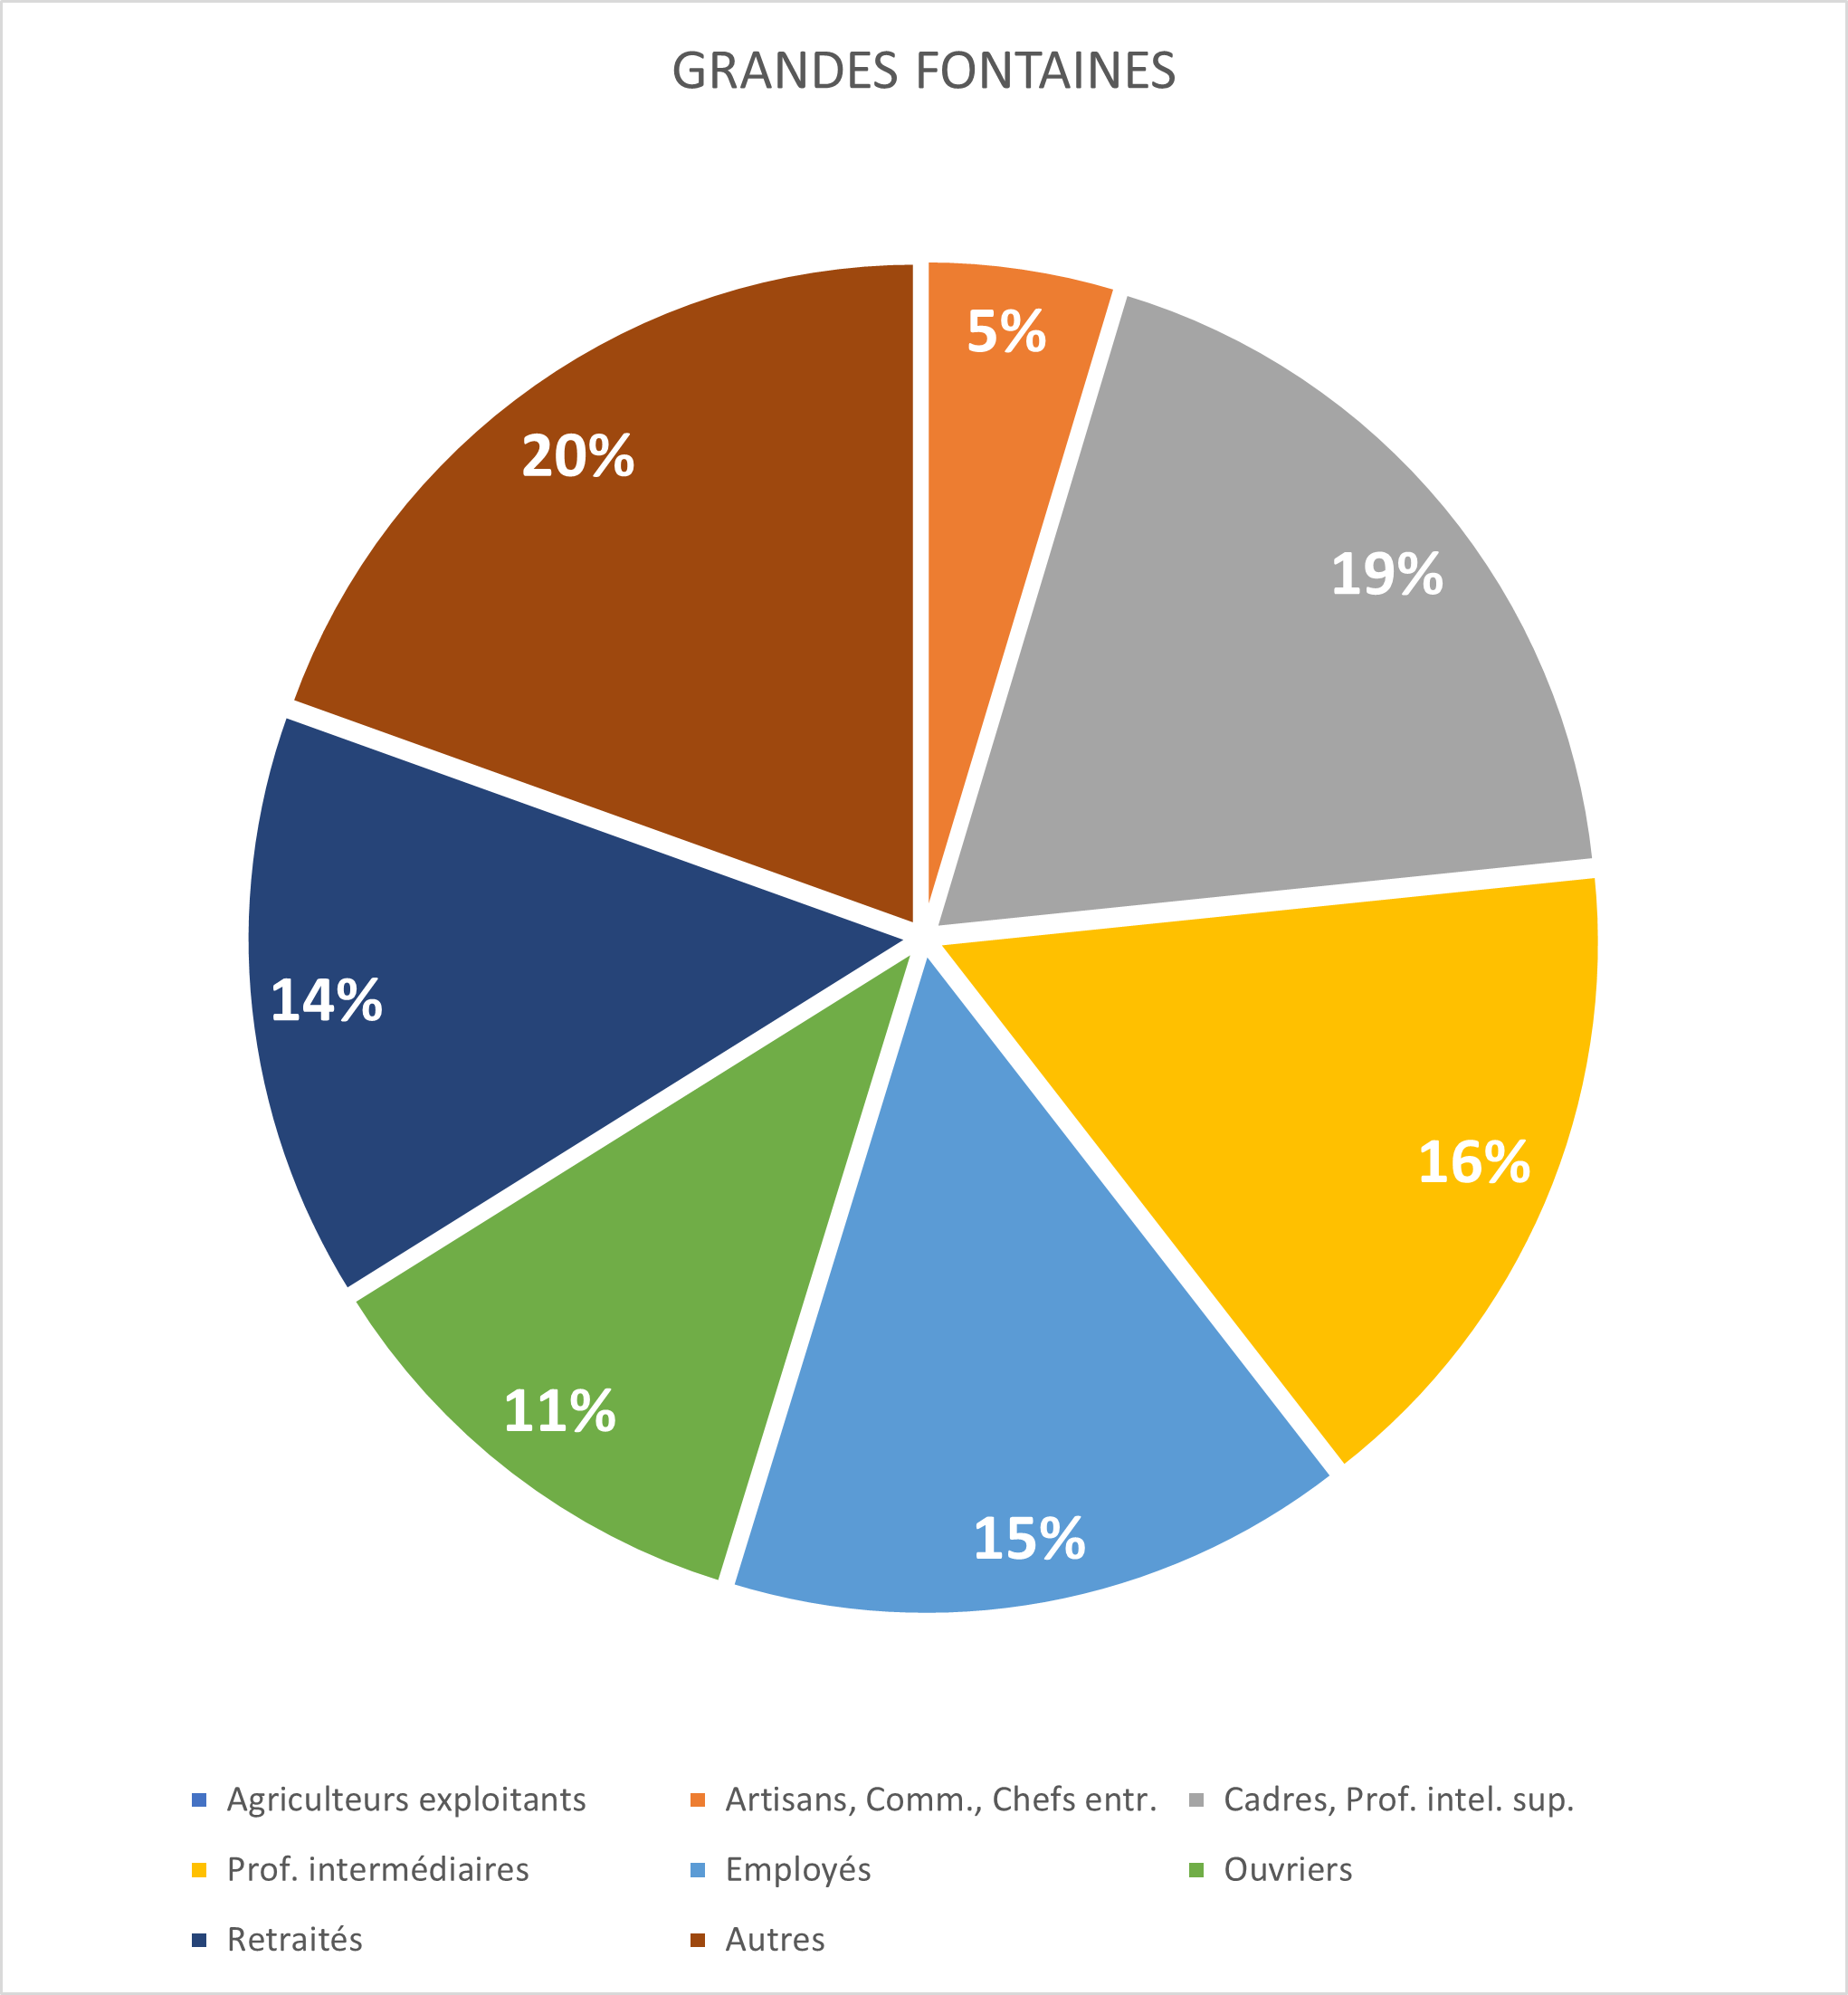 GRANDES FONTAINES
5%
20%
19%
14%
16%
11%
15%
Agriculteurs exploitants
Artisans, Comm., Chefs entr.
Cadres, Prof. intel. sup.
Prof. intermédiaires
Employés
Ouvriers
Retraités
Autres